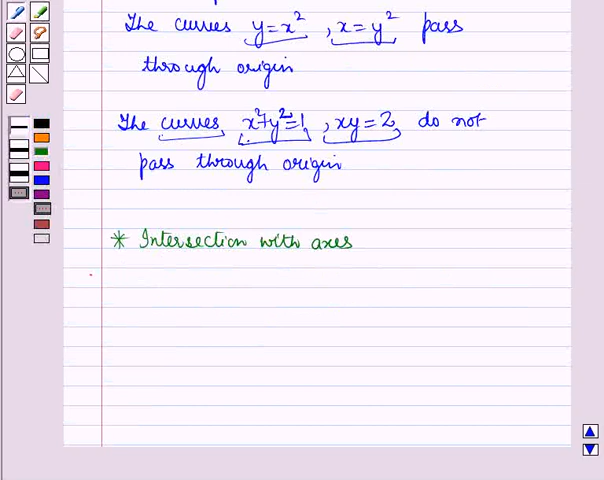 The curves y=x², x=y² pass
through origin
The curves x²+y²=1, xy=2 do not
pass through origin
* Intersection with axes